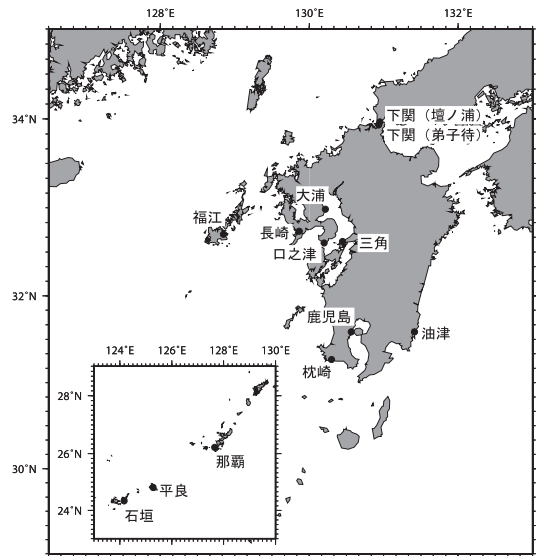 128°E
130°E
132°E
34°N
下関（壇ノ浦）
下関（弟子待）
大浦
福江
長崎
口之津
三角
32°N
鹿児島
油津
枕崎
124°E
126°E
128°E
130°E
28°N
26°N
那覇
平良
石垣
24°N
30°N